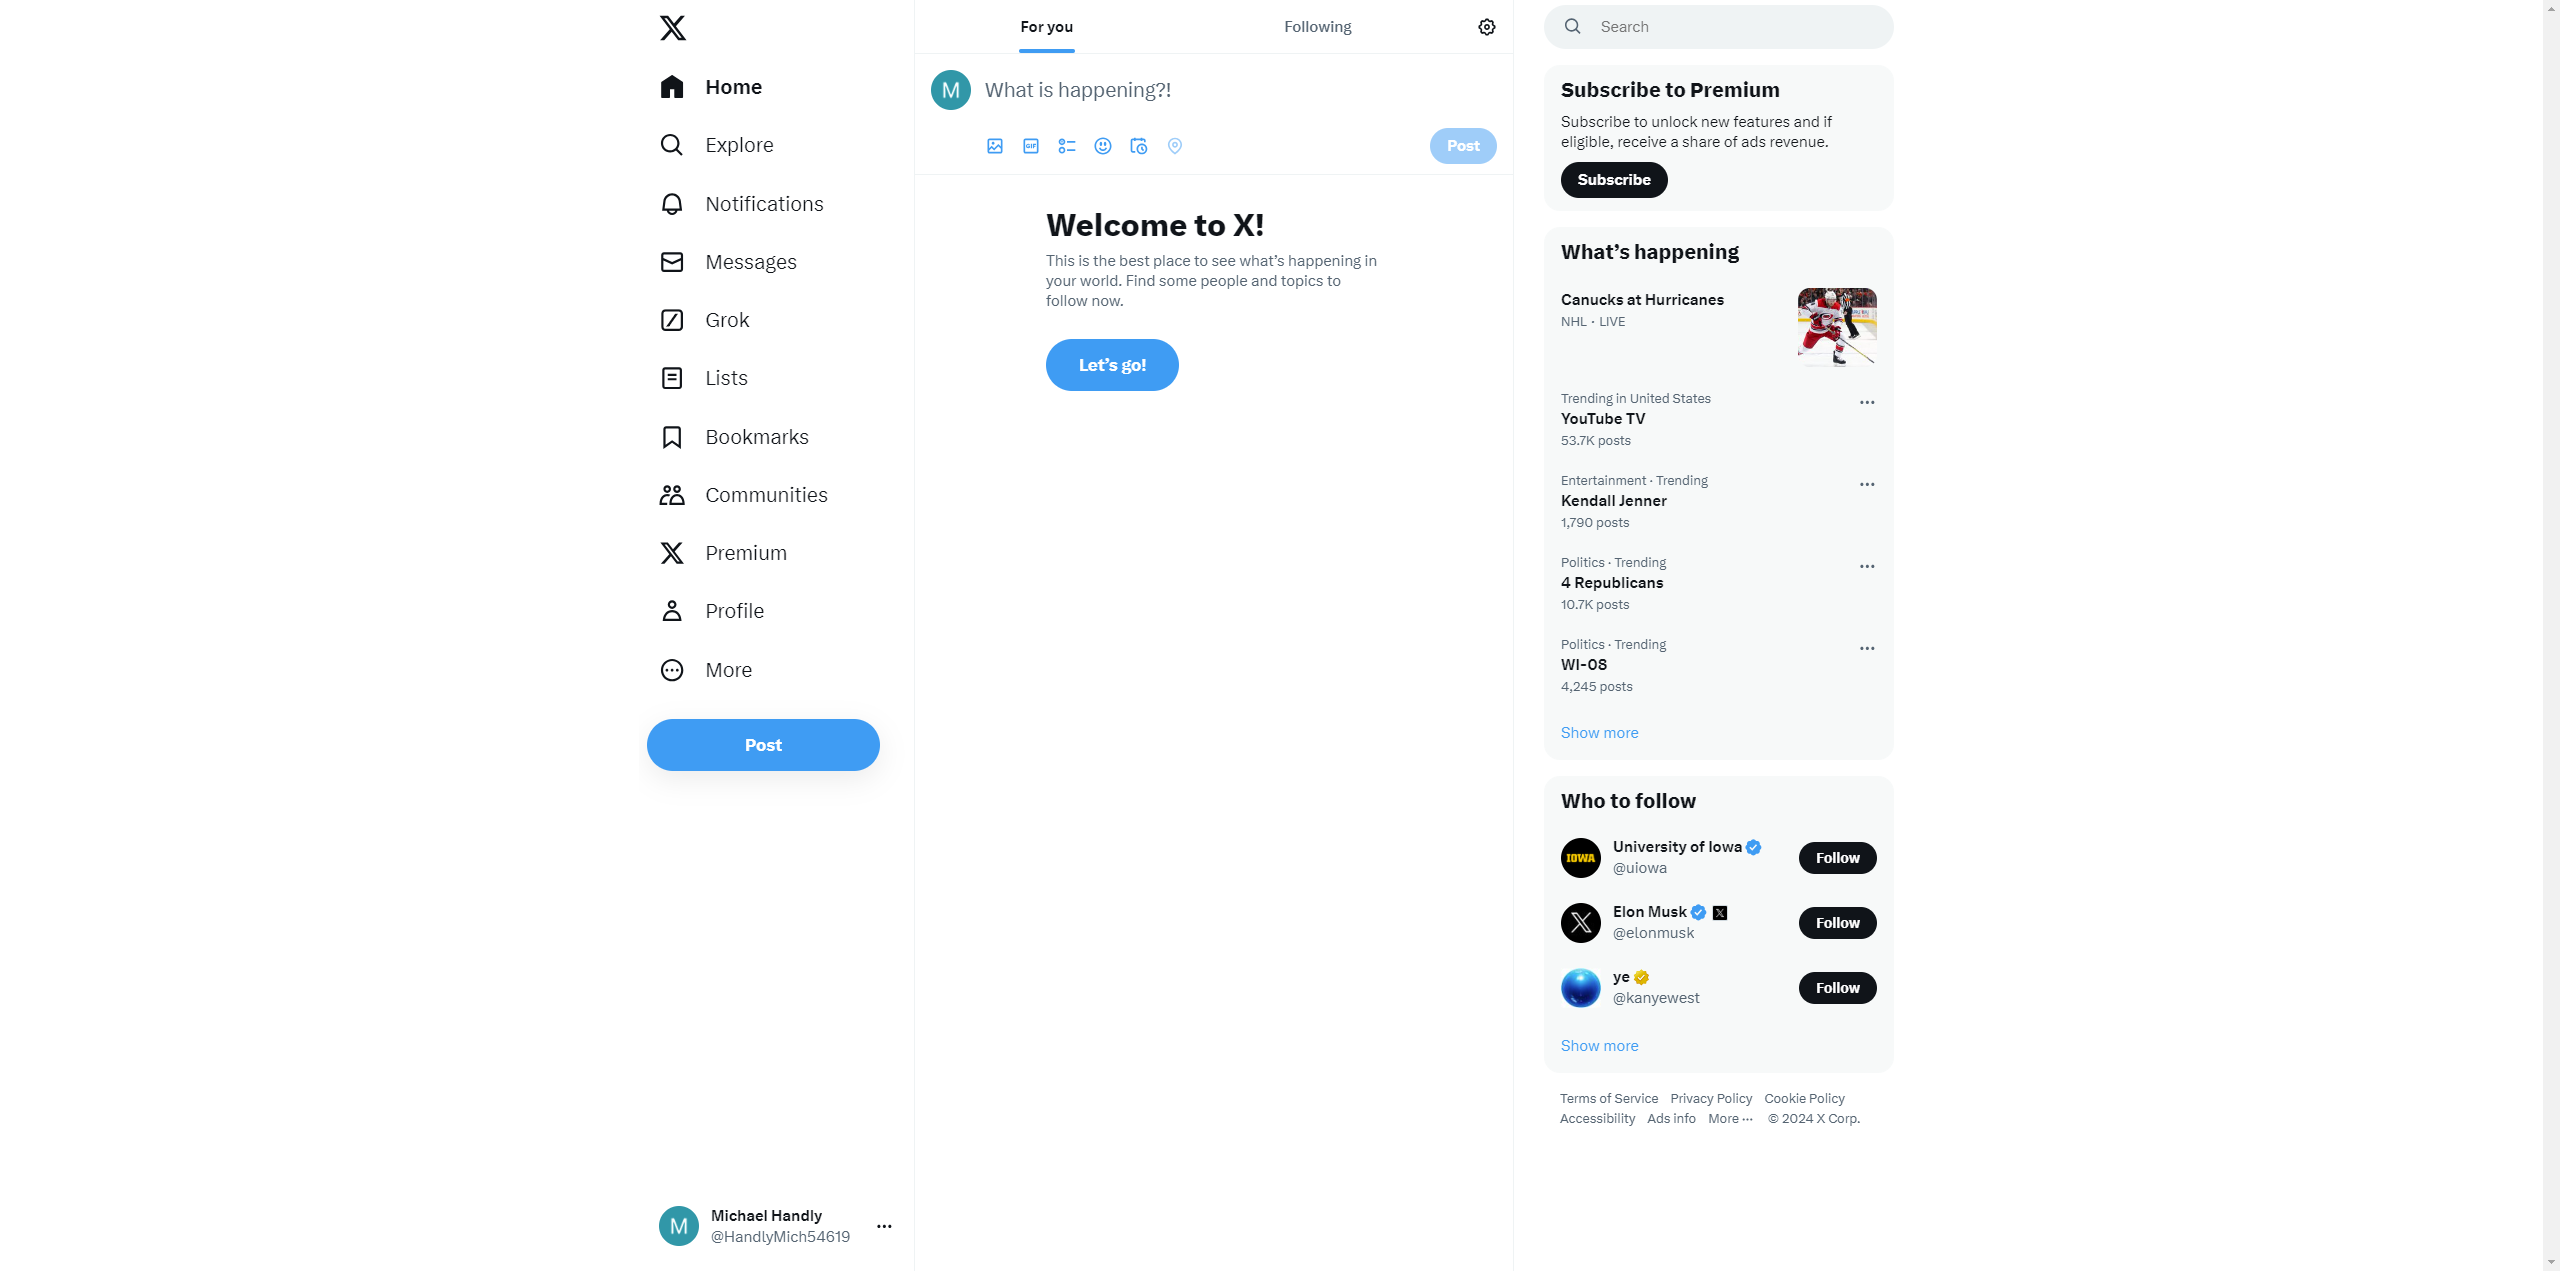 Home
Explore
Notifications
Messages
Grok
Lists
Bookmarks
Communities
Premium
Profile
More
Post
M
Michael Handly
@HandlyMich54619
For you
Following
M
What is happening?!
GIF
Post
Welcome to X!
This is the best place to see what’s happening in
your world. Find some people and topics to
follow now.
Let’s go!
Search
Subscribe to Premium
Subscribe to unlock new features and if
eligible, receive a share of ads revenue.
Subscribe
What’s happening
Canucks at Hurricanes
NHL · LIVE
Trending in United States
YouTube TV
53.7K posts
Entertainment · Trending
Kendall Jenner
1,790 posts
Politics · Trending
4 Republicans
10.7K posts
Politics · Trending
WI-08
4,245 posts
Show more
Who to follow
IOWA
University of Iowa
@uiowa
Follow
Elon Musk
@elonmusk
Follow
ye
@kanyewest
Follow
Show more
Terms of Service Privacy Policy Cookie Policy
Accessibility Ads info More ··· © 2024 X Corp.